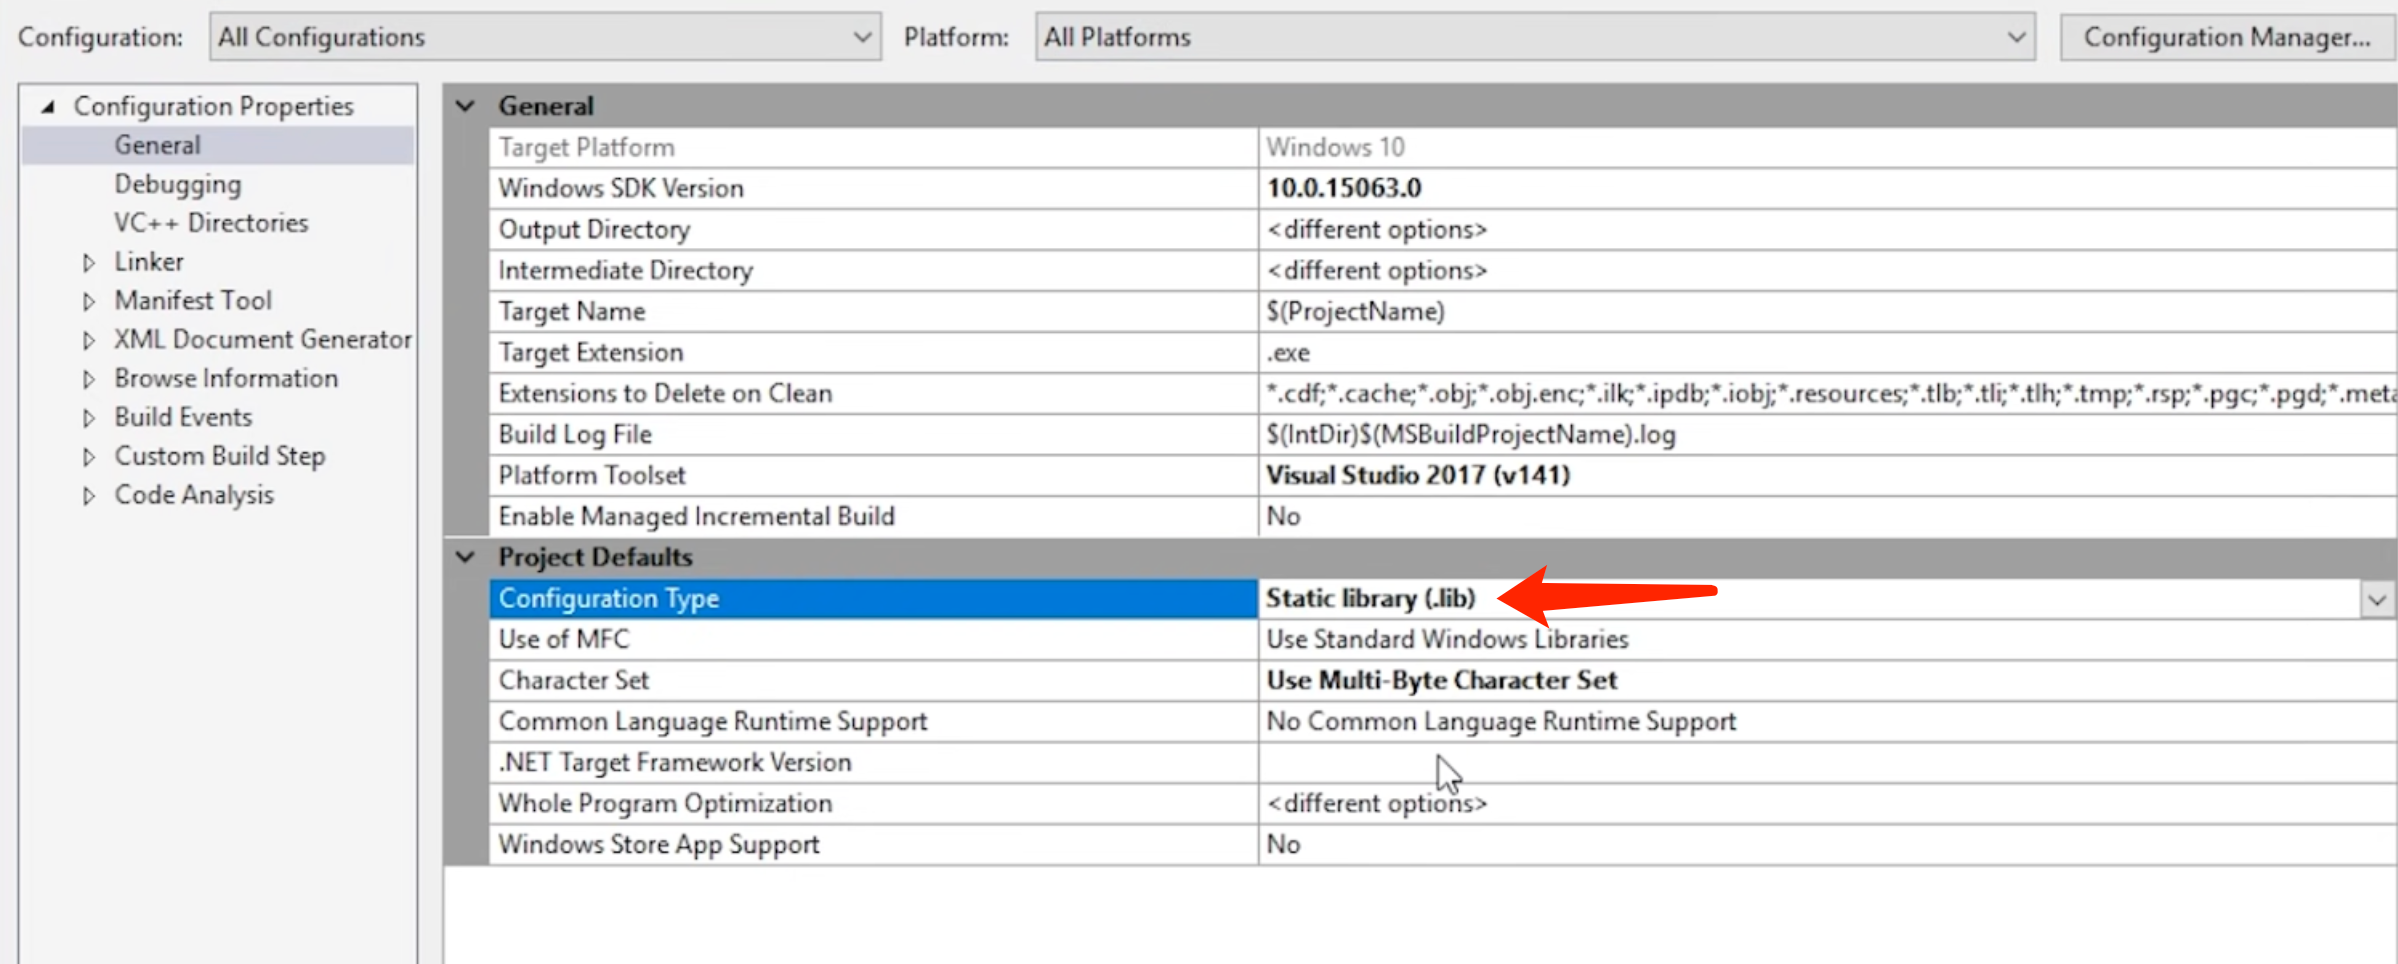 Configuration: All Configurations Platform: All Platforms Configuration Manager...
Configuration Properties
General
Debugging
VC++ Directories
Linker
Manifest Tool
XML Document Generator
Browse Information
Build Events
Custom Build Step
Code Analysis
General
Target Platform Windows 10
Windows SDK Version 10.0.15063.0
Output Directory <different options>
Intermediate Directory <different options>
Target Name $(ProjectName)
Target Extension .exe
Extensions to Delete on Clean *.cdf;*.cache;*.obj;*.obj.enc;*.ilk;*.ipdb;*.iobj;*.resources;*.tlb;*.tli;*.tlh;*.tmp;*.rsp;*.pgc;*.pgd;*.meta
Build Log File $(IntDir)$(MSBuildProjectName).log
Platform Toolset Visual Studio 2017 (v141)
Enable Managed Incremental Build No
Project Defaults
Configuration Type Static library (.lib)
Use of MFC Use Standard Windows Libraries
Character Set Use Multi-Byte Character Set
Common Language Runtime Support No Common Language Runtime Support
.NET Target Framework Version
Whole Program Optimization <different options>
Windows Store App Support No